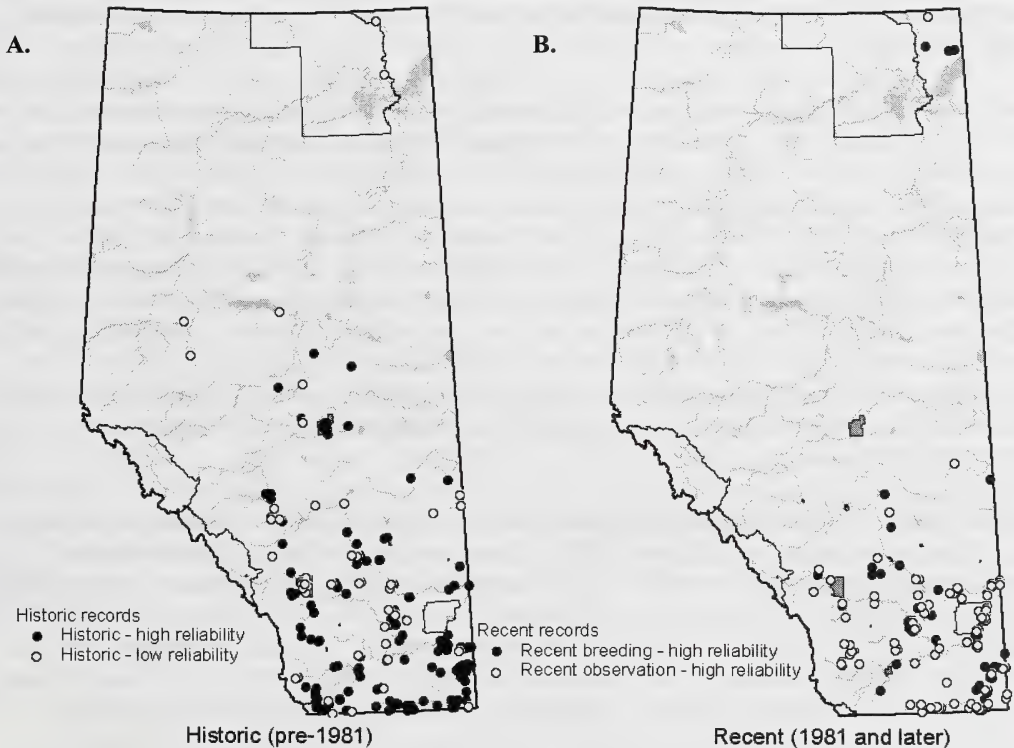 A.
B.
Historic records
Historic - high reliability
Historic - low reliability
Recent records
Recent breeding - high reliability
Recent observation - high reliability
Historic (pre-1981)
Recent (1981 and later)